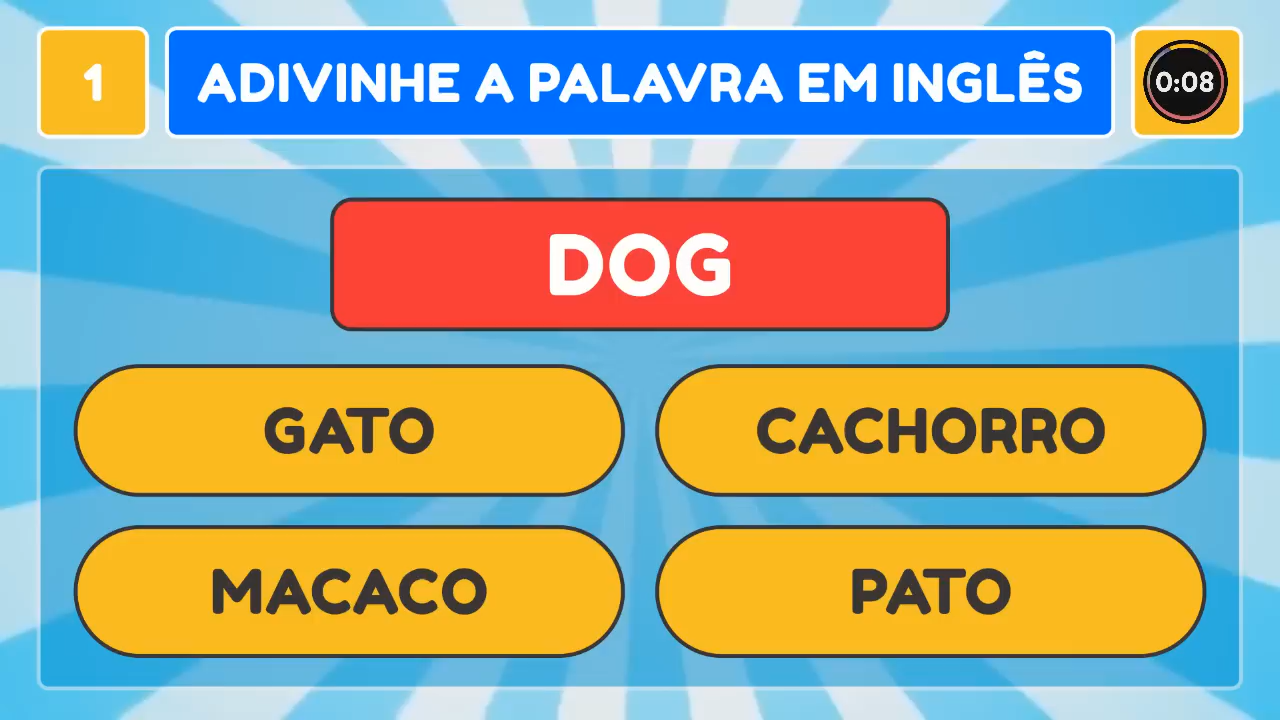 1
ADIVINHE A PALAVRA EM INGLÊS
0:08
DOG
GATO
CACHORRO
MACACO
PATO